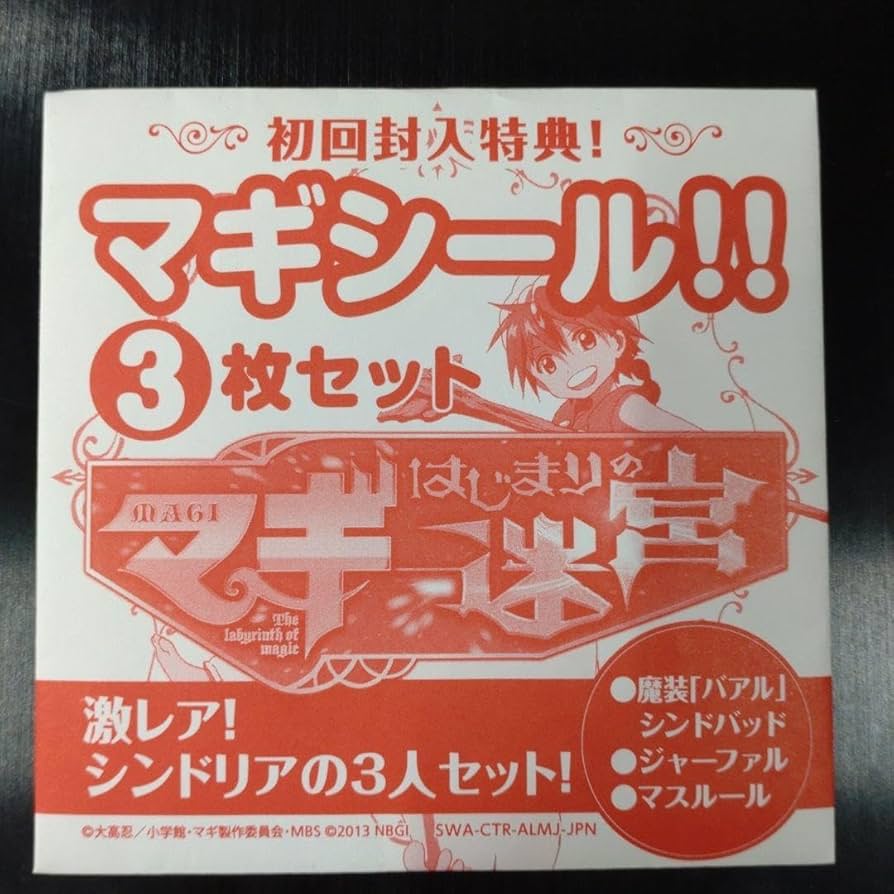 初回封入特典!
マギシール!!
3枚セット
はじまりの
MAGI
マギ 迷宮
The
labyrinth of
magic
激レア!
シンドリアの3人セット!
●魔装「バアル」
シンドバッド
●ジャーファル
●マスルール
©大高忍/小学館・マギ製作委員会・MBS ©2013 NBGI SWA-CTR-ALMJ-JPN